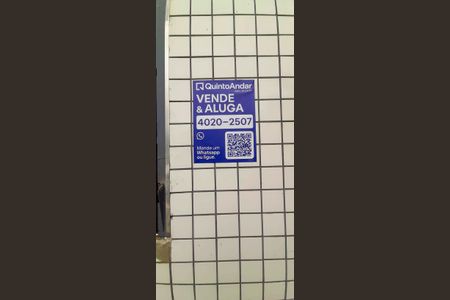 QuintoAndar
VENDE
& ALUGA
4020-2507
Mande um
Whatsapp
ou ligue.